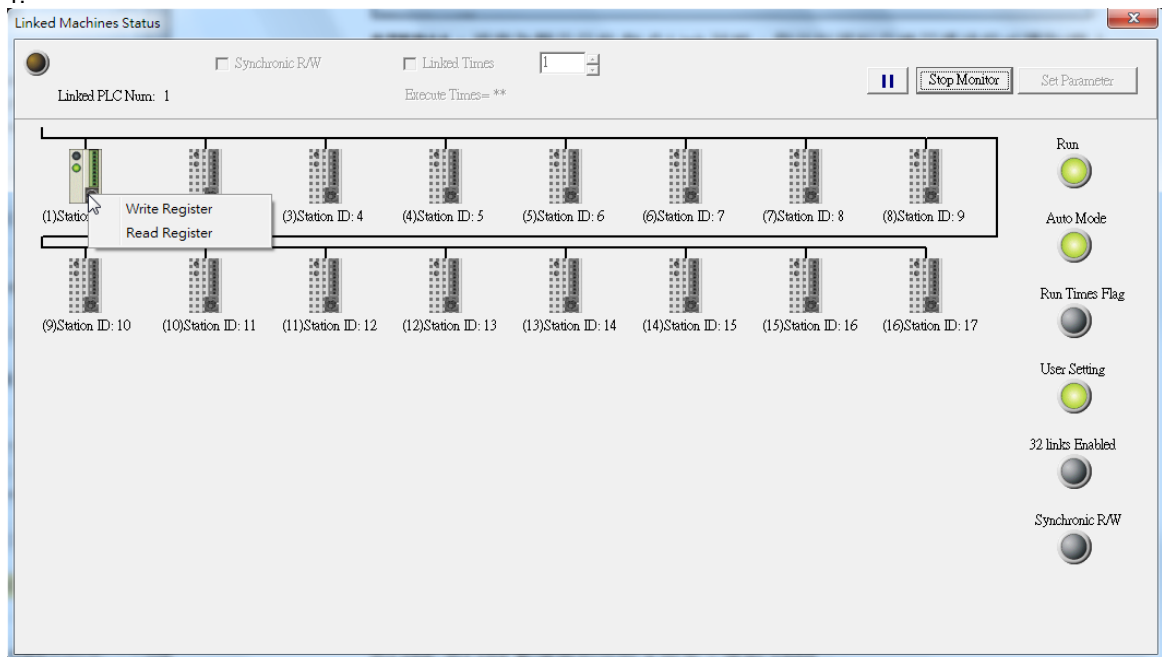 Linked Machines Status
Synchronic R/W
Linked Times
1
Stop Monitor
Set Parameter
Linked PLC Num: 1
Execute Times= **
Run
(1)Statio
Write Register
Read Register
(3)Station ID: 4
(4)Station ID: 5
(5)Station ID: 6
(6)Station ID: 7
(7)Station ID: 8
(8)Station ID: 9
Auto Mode
Run Times Flag
(9)Station ID: 10
(10)Station ID: 11
(11)Station ID: 12
(12)Station ID: 13
(13)Station ID: 14
(14)Station ID: 15
(15)Station ID: 16
(16)Station ID: 17
User Setting
32 links Enabled
Synchronic R/W